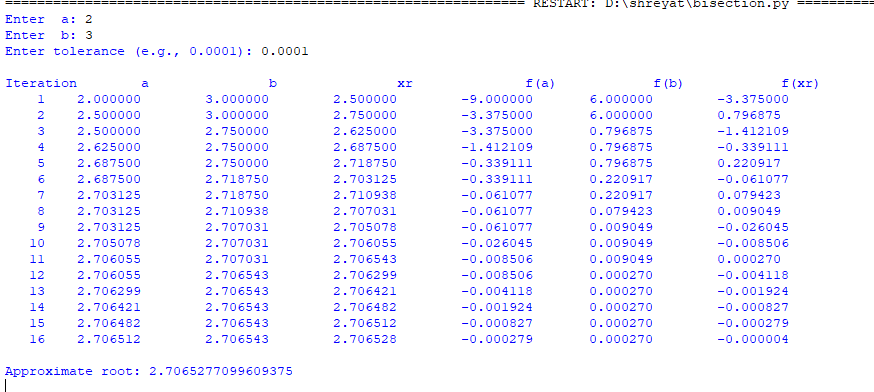 ================================================================= RESTART: D:\shreyat\bisection.py ==========
Enter  a: 2
Enter  b: 3
Enter tolerance (e.g., 0.0001): 0.0001
Iteration        a               b               xr              f(a)            f(b)            f(xr)
    1    2.000000        3.000000        2.500000        -9.000000       6.000000        -3.375000
    2    2.500000        3.000000        2.750000        -3.375000       6.000000        0.796875
    3    2.500000        2.750000        2.625000        -3.375000       0.796875        -1.412109
    4    2.625000        2.750000        2.687500        -1.412109       0.796875        -0.339111
    5    2.687500        2.750000        2.718750        -0.339111       0.796875        0.220917
    6    2.687500        2.718750        2.703125        -0.339111       0.220917        -0.061077
    7    2.703125        2.718750        2.710938        -0.061077       0.220917        0.079423
    8    2.703125        2.710938        2.707031        -0.061077       0.079423        0.009049
    9    2.703125        2.707031        2.705078        -0.061077       0.009049        -0.026045
   10    2.705078        2.707031        2.706055        -0.026045       0.009049        -0.008506
   11    2.706055        2.707031        2.706543        -0.008506       0.009049        0.000270
   12    2.706055        2.706543        2.706299        -0.008506       0.000270        -0.004118
   13    2.706299        2.706543        2.706421        -0.004118       0.000270        -0.001924
   14    2.706421        2.706543        2.706482        -0.001924       0.000270        -0.000827
   15    2.706482        2.706543        2.706512        -0.000827       0.000270        -0.000279
   16    2.706512        2.706543        2.706528        -0.000279       0.000270        -0.000004
Approximate root: 2.7065277099609375